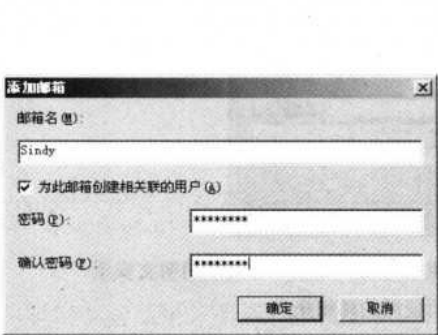 添加邮箱
邮箱名(M):
Sindy
为此邮箱创建相关联的用户(A)
密码(P):
********
确认密码(P):
********
确定
取消